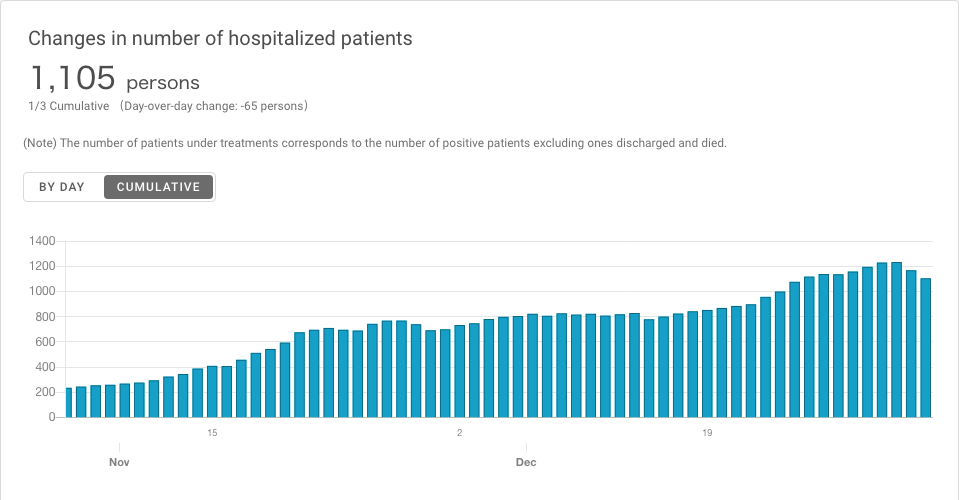 Changes in number of hospitalized patients
1,105 persons
1/3 Cumulative (Day-over-day change: -65 persons)
(Note) The number of patients under treatments corresponds to the number of positive patients excluding ones discharged and died.
BY DAY CUMULATIVE
1400
1200
1000
800
600
400
200
0
15 2 19
Nov Dec